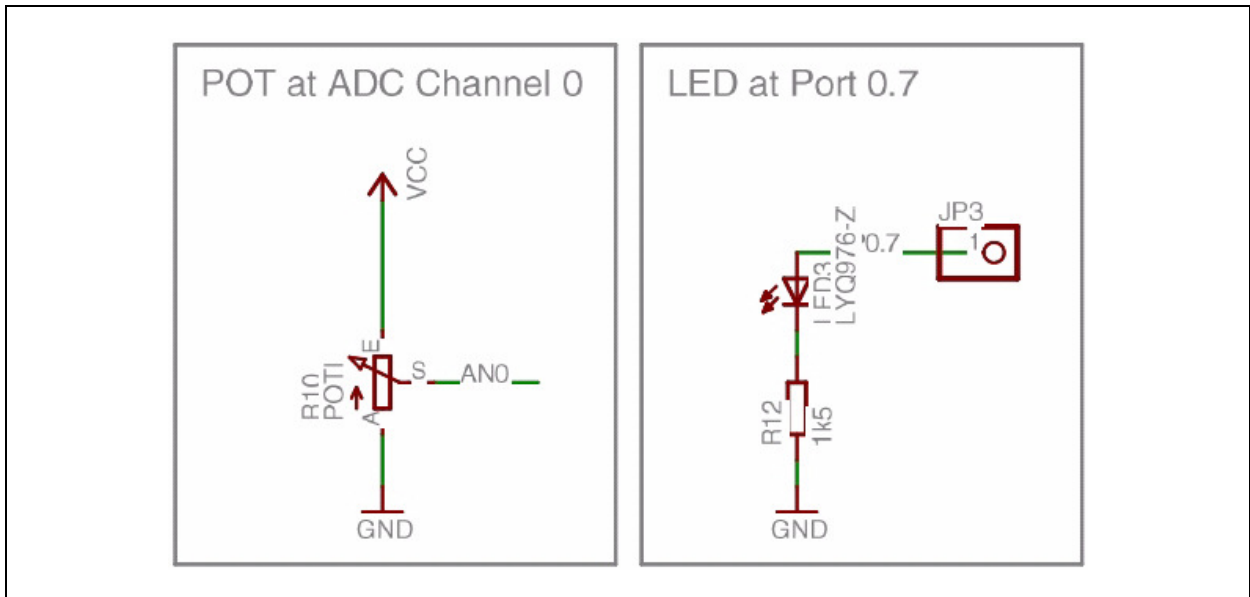 POT at ADC Channel 0
VCC
E
R10
POTI
S
AN0
A
GND
LED at Port 0.7
JP3
1
0.7
LED3
LYQ976-Z
R12
1k5
GND